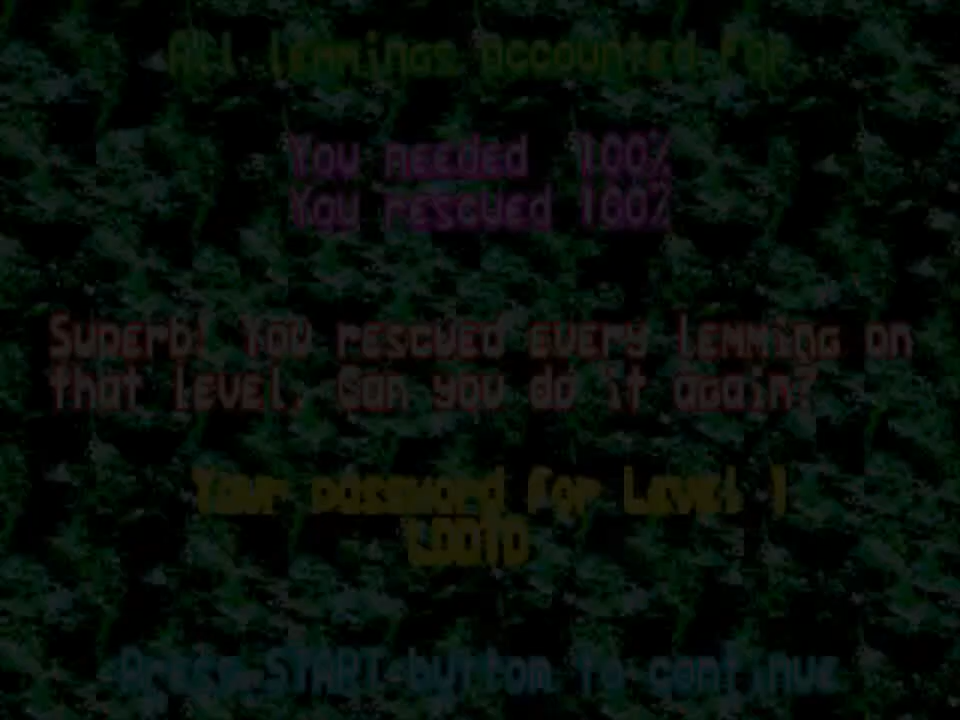 All lemmings accounted for.
You needed 100%
You rescued 100%
Superb! You rescued every lemming on
that level. Can you do it again?
Your password for Level 1
Press START button to continue